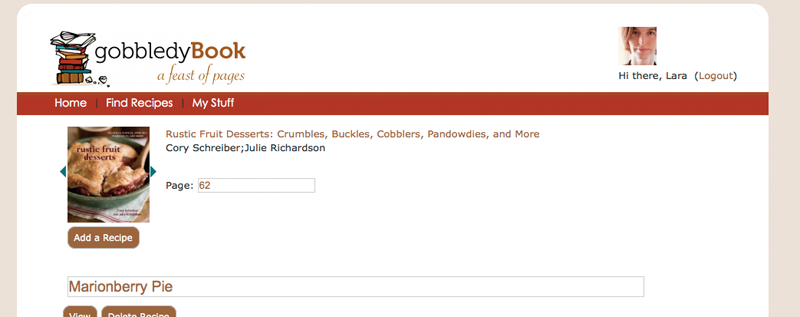 gobbledyBook
a feast of pages
Hi there, Lara (Logout)
Home | Find Recipes | My Stuff
rustic fruit
desserts
Rustic Fruit Desserts: Crumbles, Buckles, Cobblers, Pandowdies, and More
Cory Schreiber;Julie Richardson
Page: 62
Add a Recipe
Marionberry Pie
View Delete Recipe